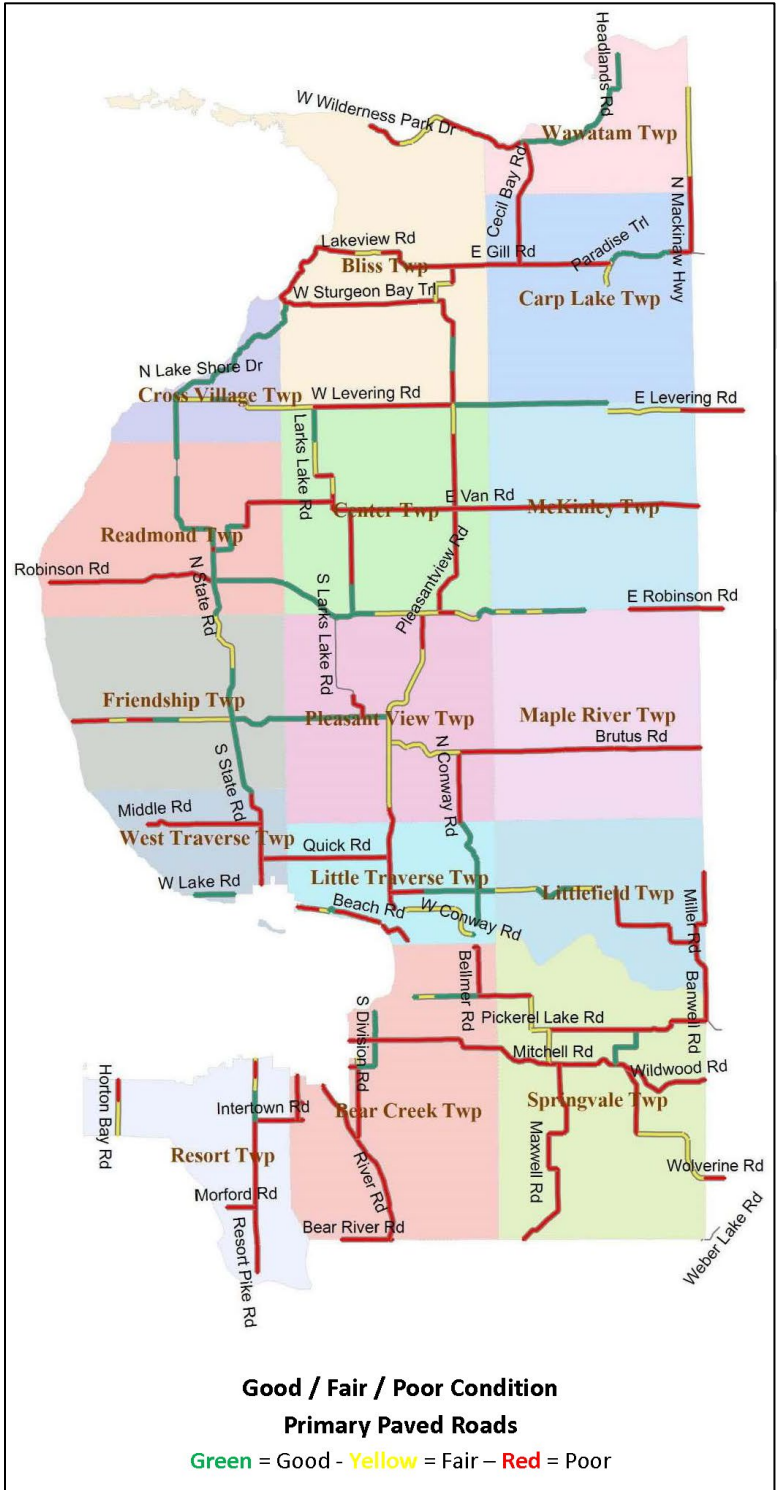 Headlands Rd
W Wilderness Park Dr
Wawatam Twp
Cecil Bay Rd
N Mackinaw Hwy
Paradise Trl
Lakeview Rd
E Gill Rd
Bliss Twp
W Sturgeon Bay Trl
Carp Lake Twp
N Lake Shore Dr
Cross Village Twp
W Levering Rd
E Levering Rd
Larks Lake Rd
E Van Rd
Center Twp
McKinley Twp
Readmond Twp
Pleasantview Rd
Robinson Rd
N State Rd
S Larks Lake Rd
E Robinson Rd
Friendship Twp
Pleasant View Twp
Maple River Twp
Brutus Rd
S State Rd
N Conway Rd
Middle Rd
West Traverse Twp
Quick Rd
W Lake Rd
Little Traverse Twp
Littlefield Twp
Miller Rd
Beach Rd
W Conway Rd
Bellmer Rd
Banwell Rd
S Division Rd
Pickerel Lake Rd
Mitchell Rd
Wildwood Rd
Horton Bay Rd
Intertown Rd
Bear Creek Twp
Springvale Twp
Resort Twp
Maxwell Rd
River Rd
Wolverine Rd
Morford Rd
Resort Pike Rd
Bear River Rd
Weber Lake Rd
Good / Fair / Poor Condition
Primary Paved Roads
Green = Good - Yellow = Fair – Red = Poor